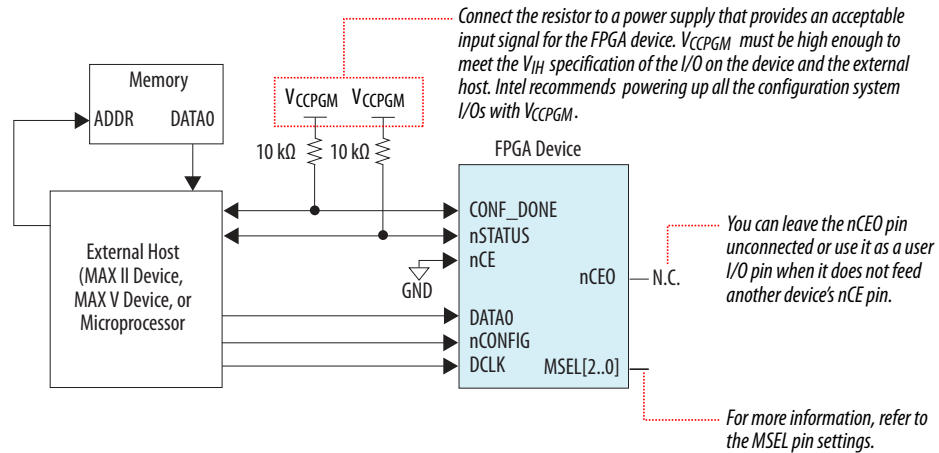 Connect the resistor to a power supply that provides an acceptable
input signal for the FPGA device. VCCPGM must be high enough to
meet the VIH specification of the I/O on the device and the external
host. Intel recommends powering up all the configuration system
I/Os with VCCPGM.
Memory
ADDR DATA0
VCCPGM VCCPGM
10 kΩ 10 kΩ
FPGA Device
CONF_DONE
nSTATUS
nCE
GND
nCEO
N.C.
You can leave the nCEO pin
unconnected or use it as a user
I/O pin when it does not feed
another device's nCE pin.
External Host
(MAX II Device,
MAX V Device, or
Microprocessor
DATA0
nCONFIG
DCLK
MSEL[2..0]
For more information, refer to
the MSEL pin settings.